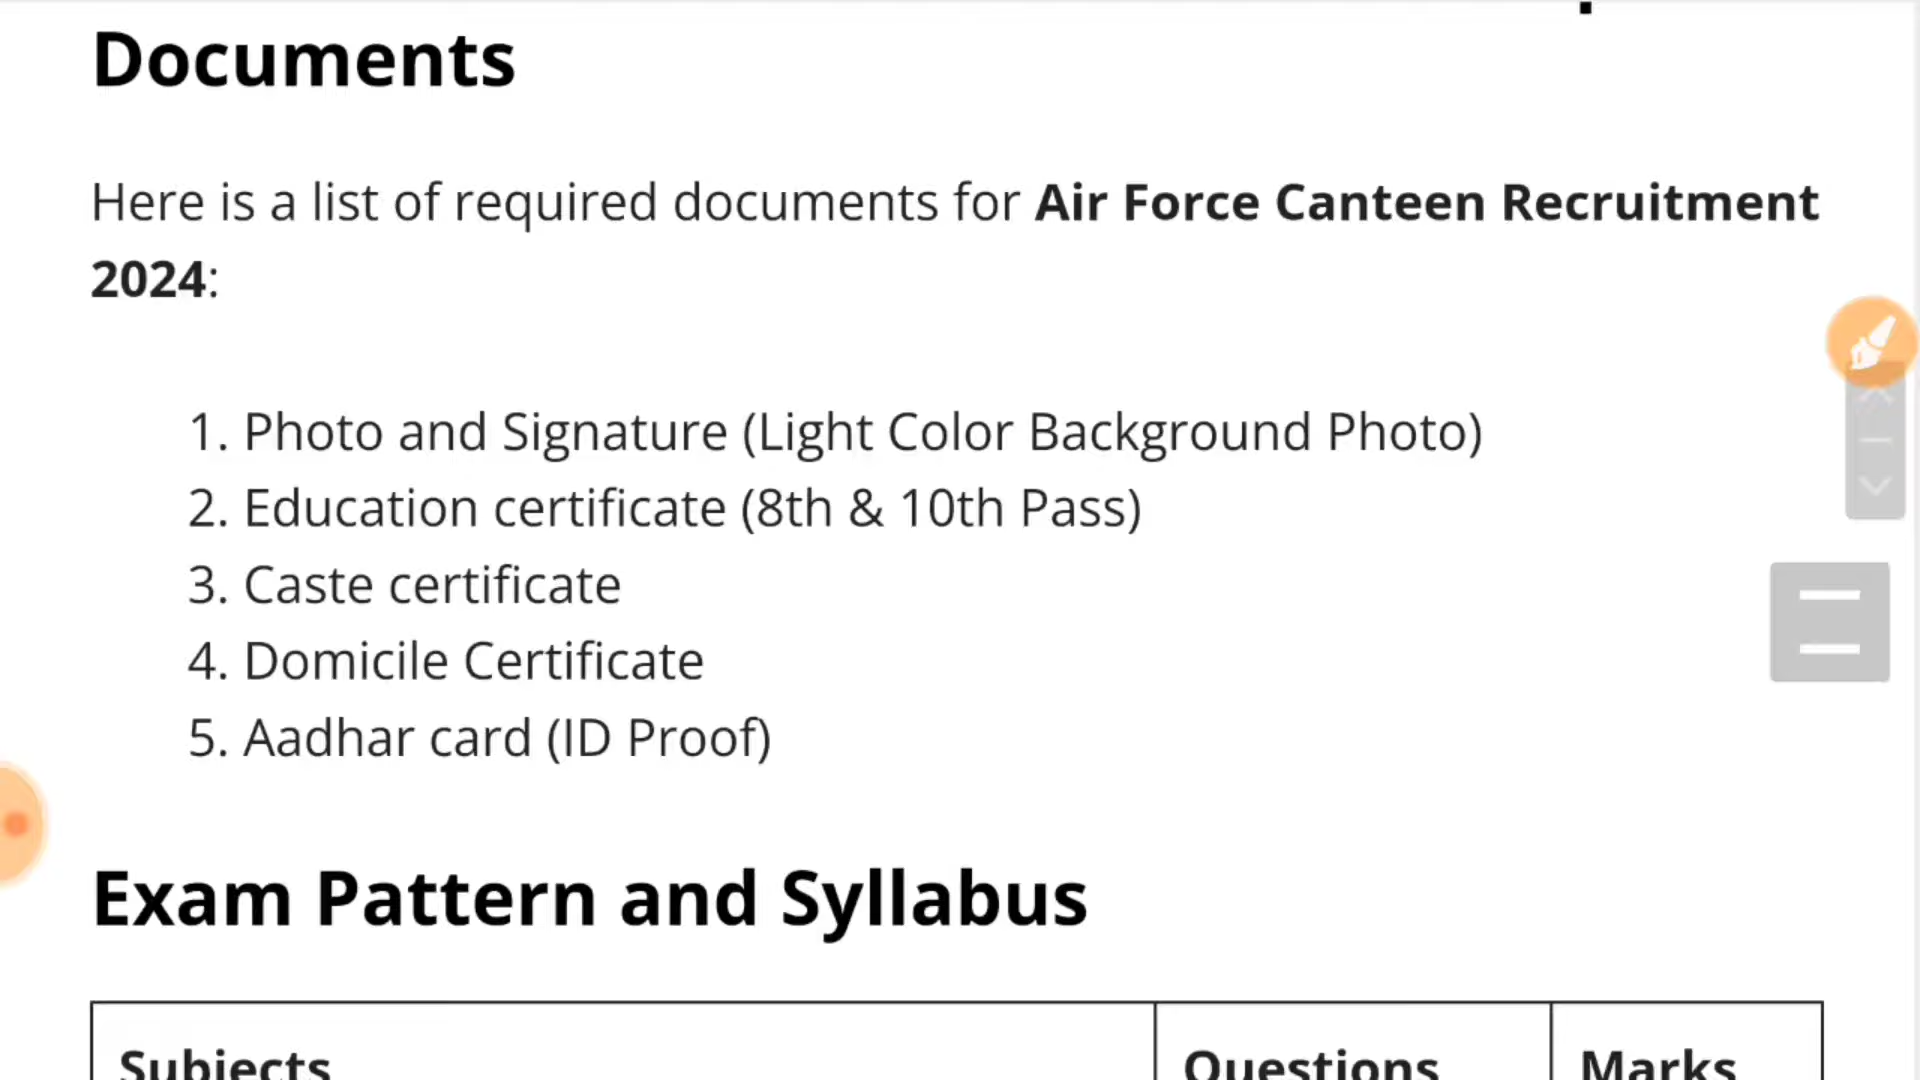 Documents
Here is a list of required documents for Air Force Canteen Recruitment
2024:
1. Photo and Signature (Light Color Background Photo)
2. Education certificate (8th & 10th Pass)
3. Caste certificate
4. Domicile Certificate
5. Aadhar card (ID Proof)
Exam Pattern and Syllabus
Subjects Questions Marks